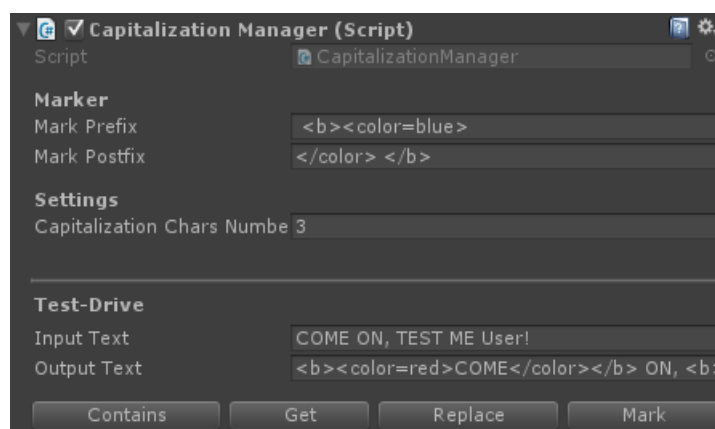 Capitalization Manager (Script)
Script CapitalizationManager
Marker
Mark Prefix <b><color=blue>
Mark Postfix </color> </b>
Settings
Capitalization Chars Numbe 3
Test-Drive
Input Text COME ON, TEST ME User!
Output Text <b><color=red>COME</color></b> ON, <b>
Contains Get Replace Mark